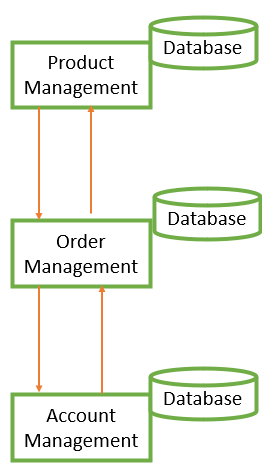 Database
Product
Management
Database
Order
Management
Database
Account
Management